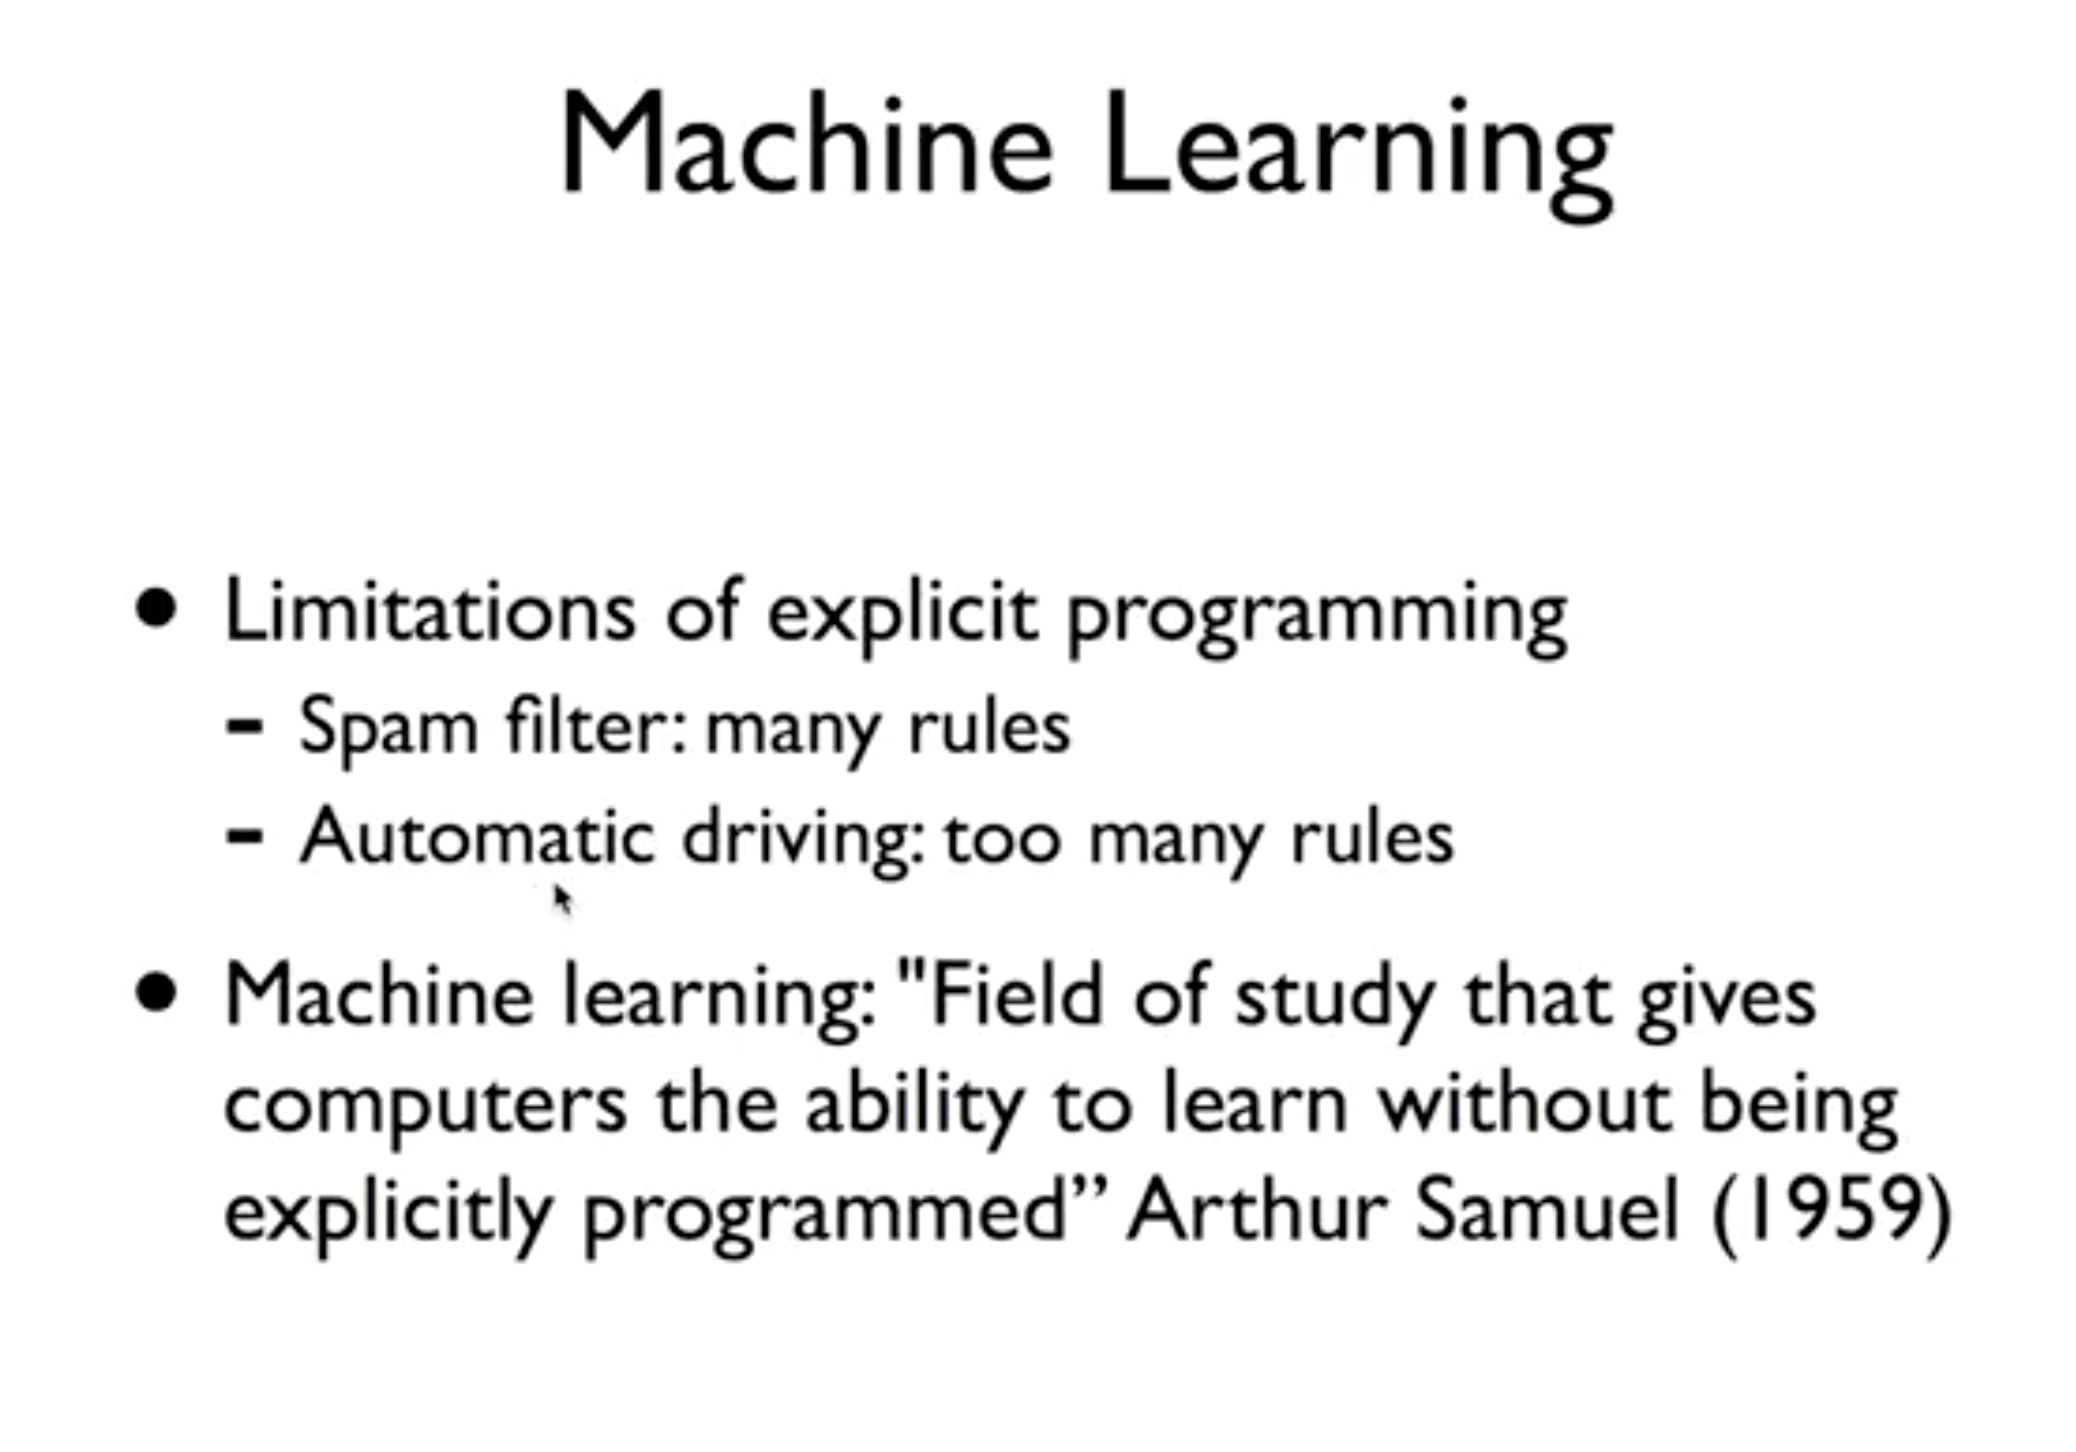 Machine Learning
• Limitations of explicit programming
- Spam filter: many rules
- Automatic driving: too many rules
• Machine learning: "Field of study that gives
computers the ability to learn without being
explicitly programmed” Arthur Samuel (1959)